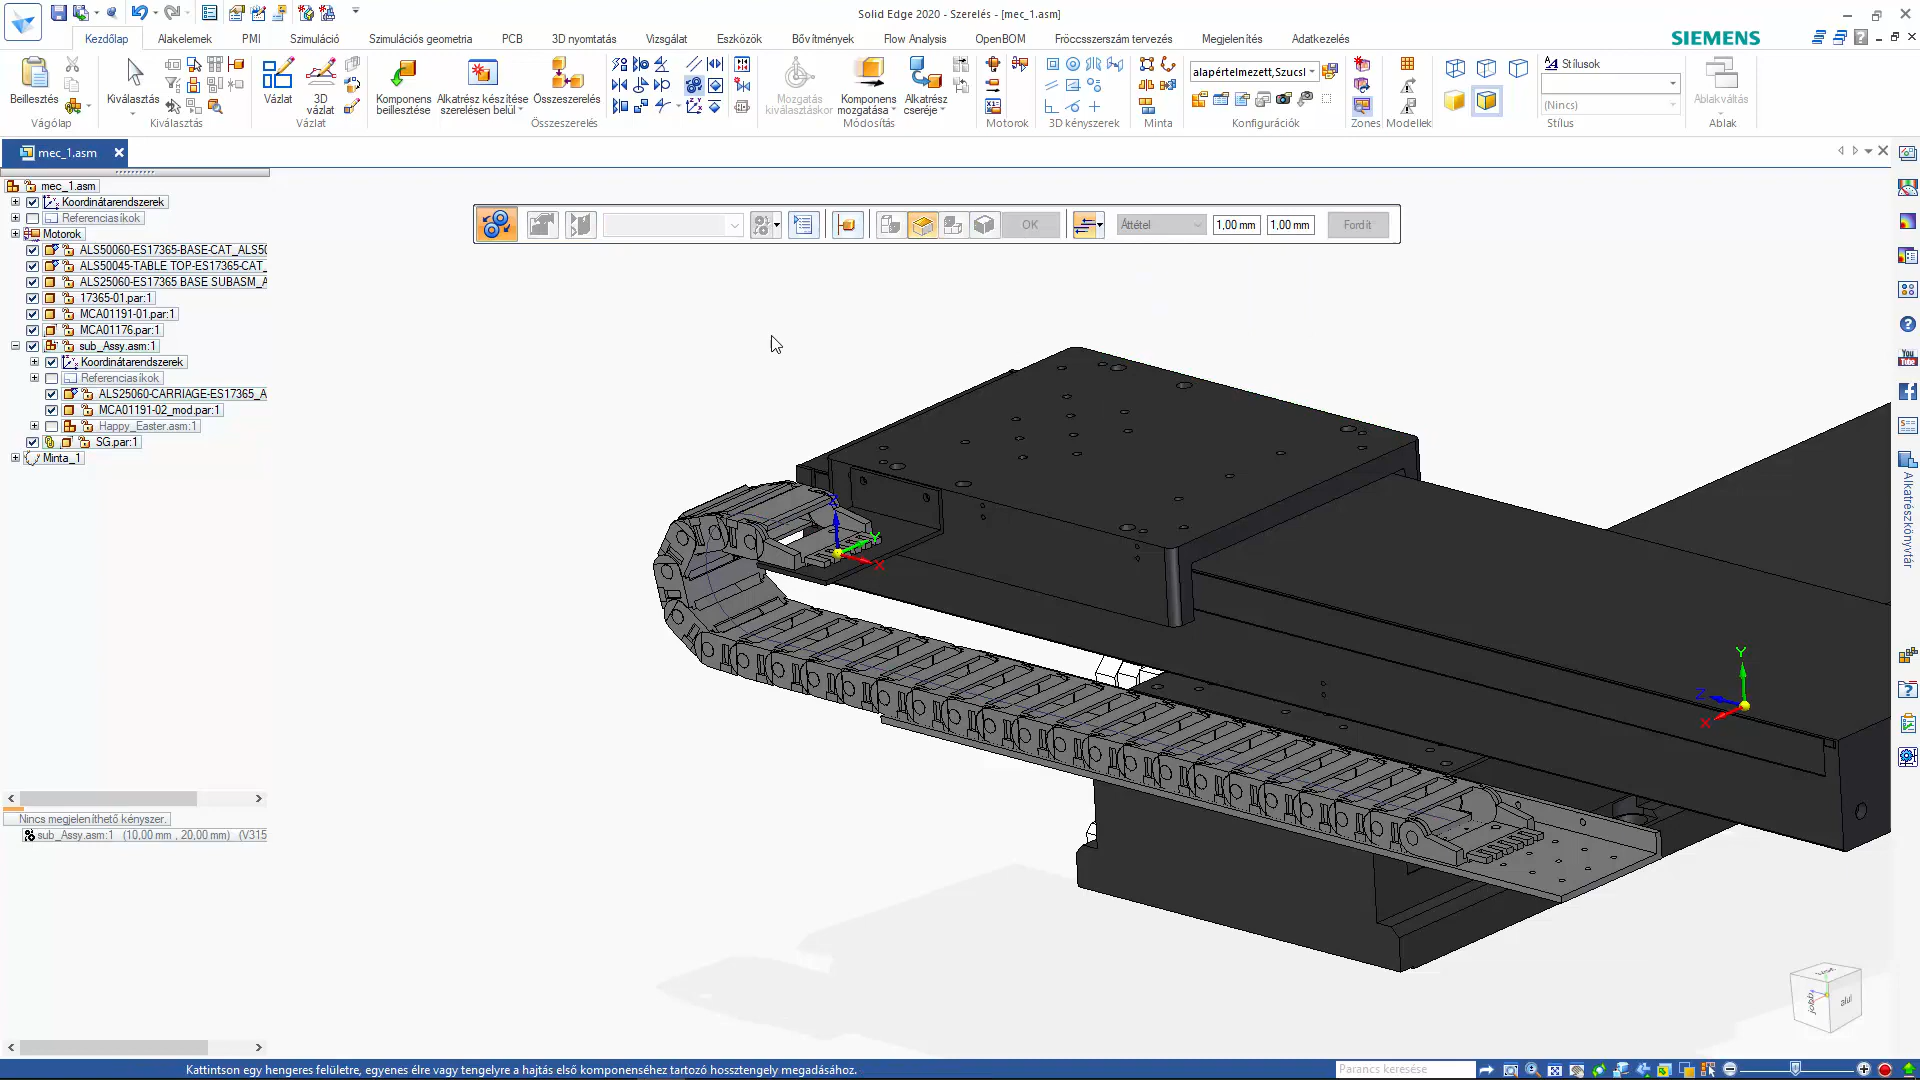 Solid Edge 2020 - Szerelés - [mec_1.asm]
Kezdőlap Alakelemek PMI Szimuláció Szimulációs geometria PCB 3D nyomtatás Vizsgálat Eszközök Bővítmények Flow Analysis OpenBOM Fröccsszerszám tervezés Megjelenítés Adatkezelés SIEMENS
Beillesztés
Vágólap
Kiválasztás
Kiválasztás
Vázlat
3D vázlat
Vázlat
Komponens beillesztése
Alkatrész készítése szerelésen belül
Összeszerelés
Összeszerelés
Mozgatás kiválasztáskor
Komponens mozgatása
Alkatrész cseréje
Módosítás
Motorok
3D kényszerek
Minta
alapértelmezett,Szucsl
Konfigurációk
Zones
Modellek
Stílusok
(Nincs)
Stílus
Ablakváltás
Ablak
mec_1.asm
mec_1.asm
Koordinátarendszerek
Referenciasíkok
Motorok
ALS50060-ES17365-BASE-CAT_ALS50
ALS50045-TABLE TOP-ES17365-CAT_
ALS25060-ES17365 BASE SUBASM_A
17365-01.par:1
MCA01191-01.par:1
MCA01176.par:1
sub_Assy.asm:1
Koordinátarendszerek
Referenciasíkok
ALS25060-CARRIAGE-ES17365_A
MCA01191-02_mod.par:1
Happy_Easter.asm:1
SG.par:1
Minta_1
OK Áttétel 1,00 mm 1,00 mm Fordít
Z
Y
X
Y
Z
X
Alkatrészkönyvtár
Nincs megjeleníthető kényszer.
sub_Assy.asm:1 (10,00 mm , 20,00 mm) (V315
jobb
alul
Kattintson egy hengeres felületre, egyenes élre vagy tengelyre a hajtás első komponenséhez tartozó hossztengely megadásához.
Parancs keresése